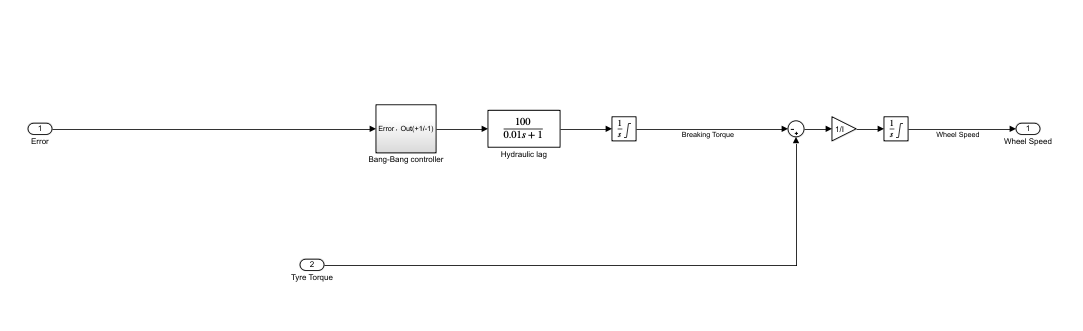 1
Error
Error Out(+1/-1)
Bang-Bang controller
100
0.01s + 1
Hydraulic lag
1
s
Breaking Torque
1/I
1
s
Wheel Speed
1
Wheel Speed
2
Tyre Torque